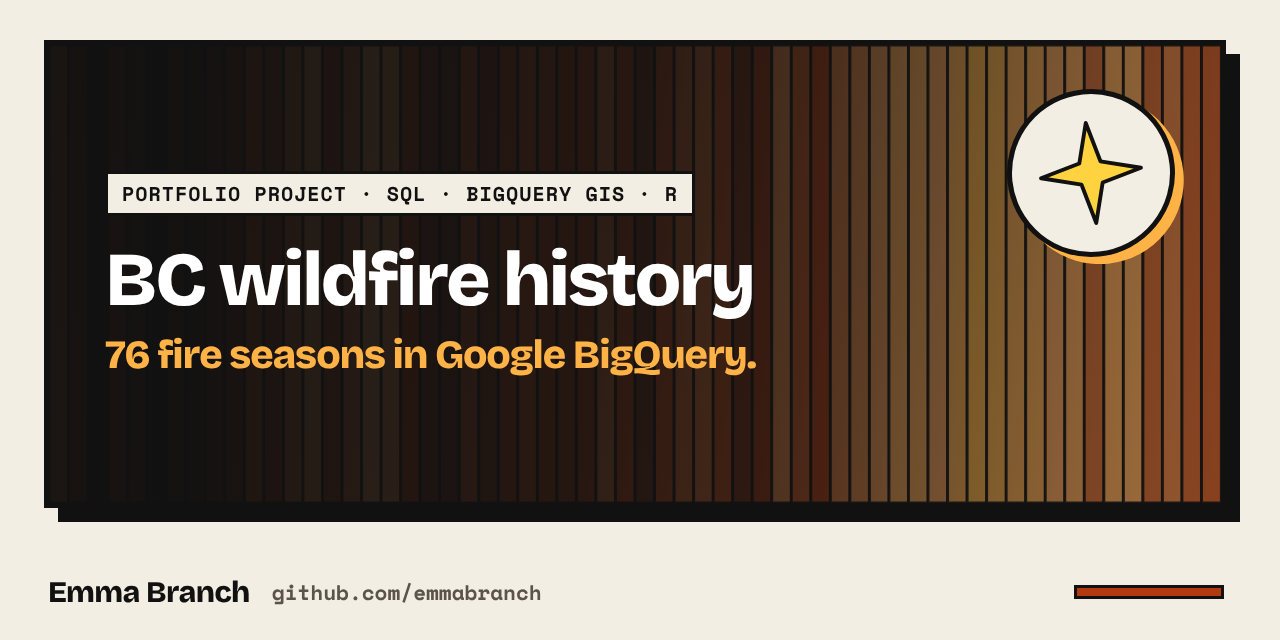 PORTFOLIO PROJECT · SQL · BIGQUERY GIS · R
BC wildfire history
76 fire seasons in Google BigQuery.
Emma Branch github.com/emmabranch